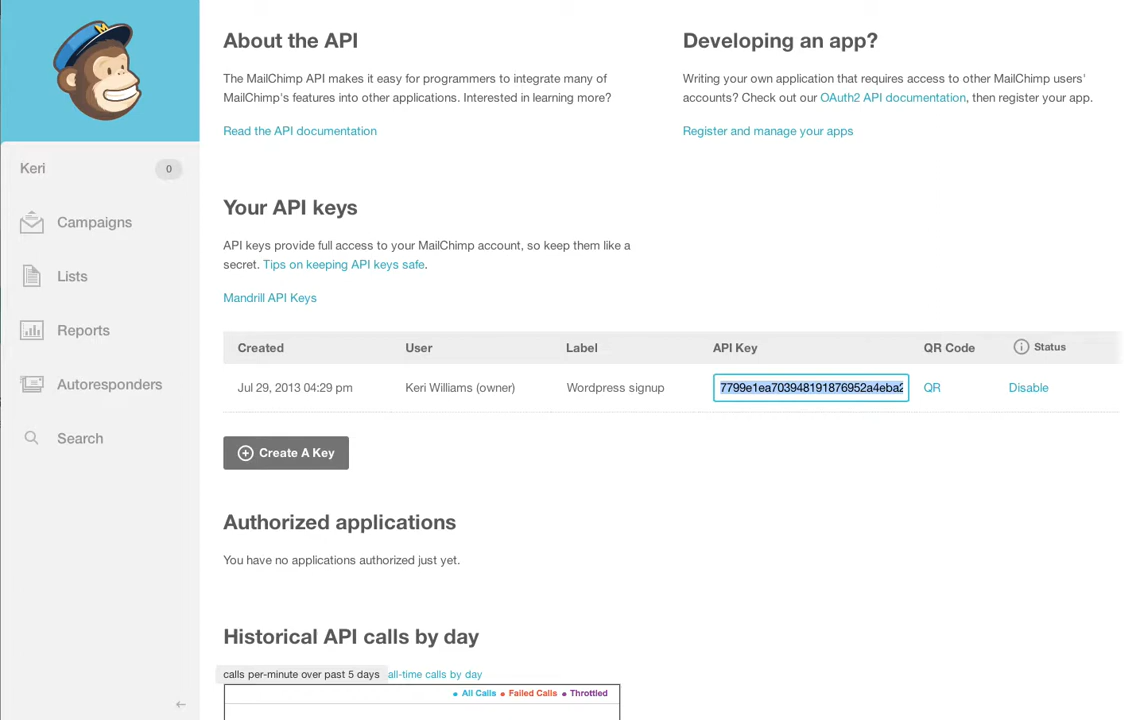 About the API
The MailChimp API makes it easy for programmers to integrate many of
MailChimp's features into other applications. Interested in learning more?
Read the API documentation
Developing an app?
Writing your own application that requires access to other MailChimp users'
accounts? Check out our OAuth2 API documentation, then register your app.
Register and manage your apps
Keri 0
Campaigns
Lists
Reports
Autoresponders
Search
Your API keys
API keys provide full access to your MailChimp account, so keep them like a
secret. Tips on keeping API keys safe.
Mandrill API Keys
Created User Label API Key QR Code Status
Jul 29, 2013 04:29 pm Keri Williams (owner) Wordpress signup 7799e1ea703948191876952a4eba2 QR Disable
Create A Key
Authorized applications
You have no applications authorized just yet.
Historical API calls by day
calls per-minute over past 5 days all-time calls by day
All Calls Failed Calls Throttled